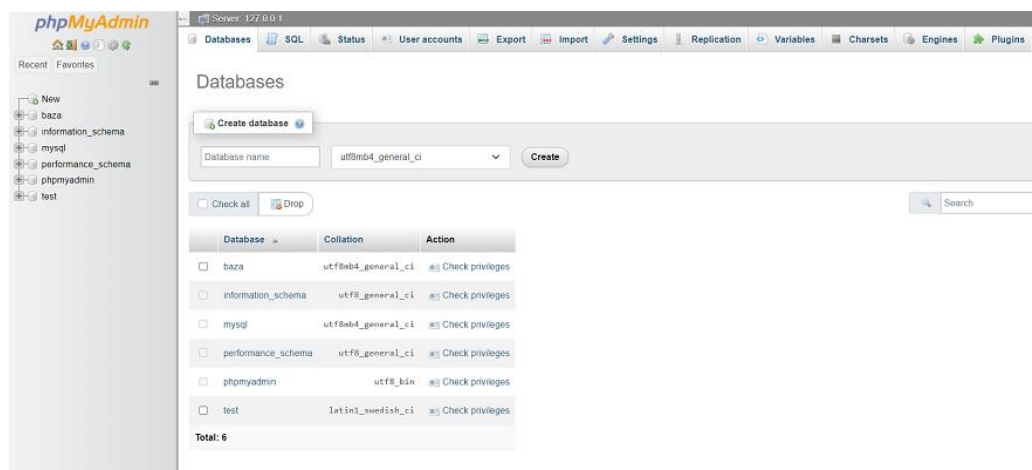 phpMyAdmin
Recent Favorites
New
baza
information_schema
mysql
performance_schema
phpmyadmin
test
Server: 127.0.0.1
Databases SQL Status User accounts Export Import Settings Replication Variables Charsets Engines Plugins
Databases
Create database
Database name utf8mb4_general_ci Create
Check all Drop Search
Database Collation Action
baza utf8mb4_general_ci Check privileges
information_schema utf8_general_ci Check privileges
mysql utf8mb4_general_ci Check privileges
performance_schema utf8_general_ci Check privileges
phpmyadmin utf8_bin Check privileges
test latin1_swedish_ci Check privileges
Total: 6